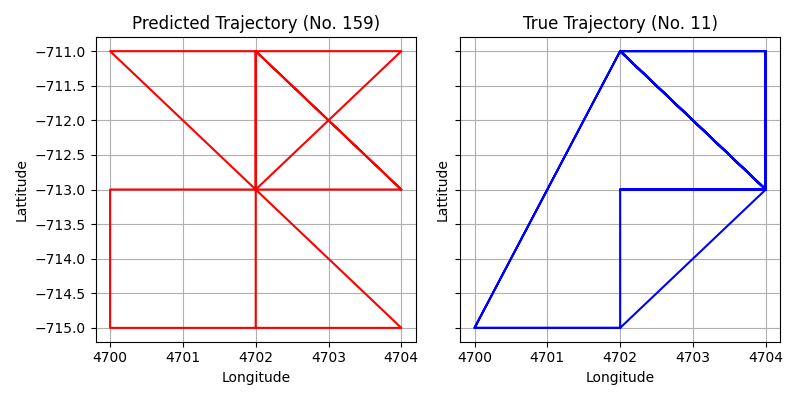 Predicted Trajectory (No. 159)
−711.0
−711.5
−712.0
−712.5
−713.0
−713.5
−714.0
−714.5
−715.0
Lattitude
4700 4701 4702 4703 4704
Longitude
True Trajectory (No. 11)
Lattitude
4700 4701 4702 4703 4704
Longitude